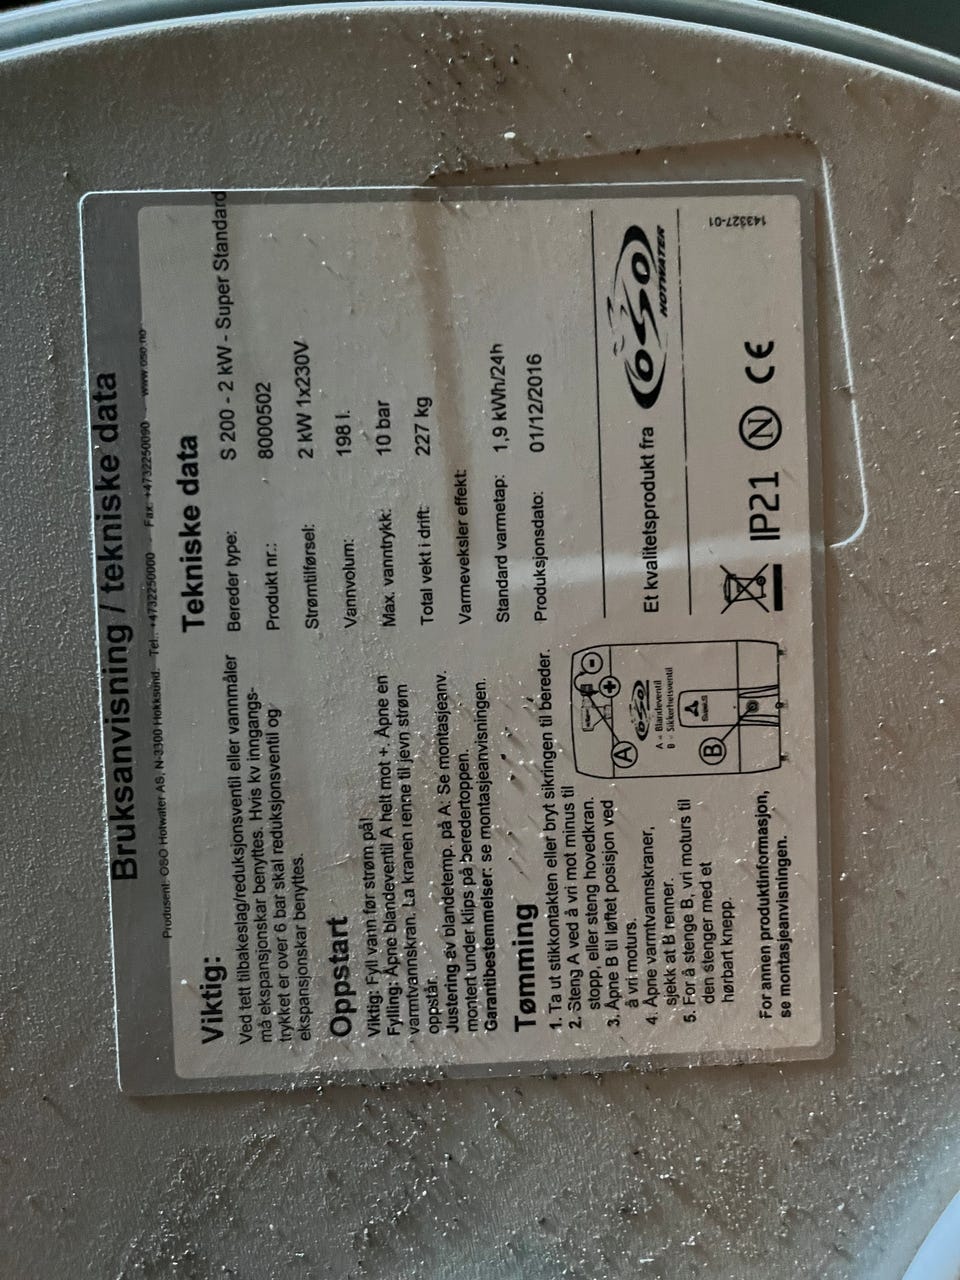 Bruksanvisning / tekniske data
Produsent: OSO Hotwater AS, N-3300 Hokksund. Tel.: +4732250000 - Fax: +4732250090 - www.oso.no
Viktig:
Ved tett tilbakeslag/reduksjonsventil eller vannmåler
må ekspansjonskar benyttes. Hvis kv inngangs-
trykket er over 6 bar skal reduksjonsventil og
ekspansjonskar benyttes.
Oppstart
Viktig: Fyll vann før strøm på!
Fylling: Åpne blandeventil A helt mot +. Åpne en
varmtvannskran. La kranen renne til jevn strøm
oppstår.
Justering av blandetemp. på A: Se montasjeanv.
montert under klips på beredertoppen.
Garantibestemmelser: se montasjeanvisningen.
Tømming
1. Ta ut stikkontakten eller bryt sikringen til bereder.
2. Steng A ved å vri mot minus til
stopp, eller steng hovedkran.
3. Åpne B til løftet posisjon ved
å vri moturs.
4. Åpne varmtvannskraner,
sjekk at B renner.
5. For å stenge B, vri moturs til
den stenger med et
hørbart knepp.
For annen produktinformasjon,
se montasjeanvisningen.
A
+
-
OSO
A = Blandeventil
B = Sikkerhetsventil
B
Tekniske data
Bereder type: S 200 - 2 kW - Super Standard
Produkt nr.: 8000502
Strømtilførsel: 2 kW 1x230V
Vannvolum: 198 l.
Max. vanntrykk: 10 bar
Total vekt i drift: 227 kg
Varmeveksler effekt:
Standard varmetap: 1,9 kWh/24h
Produksjonsdato: 01/12/2016
Et kvalitetsprodukt fra OSO
HOTWATER
IP21 N CE
143327-01